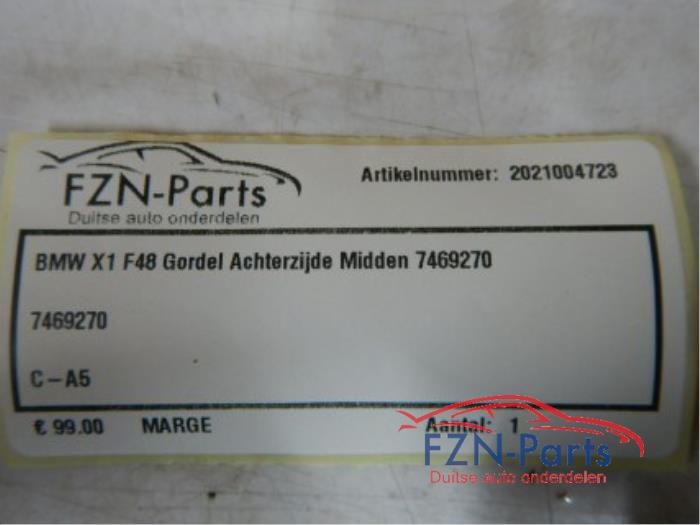 FZN-Parts
Duitse auto onderdelen
Artikelnummer: 2021004723
BMW X1 F48 Gordel Achterzijde Midden 7469270
7469270
C-A5
€ 99.00 MARGE Aantal: 1
FZN-Parts
Duitse auto onderdelen